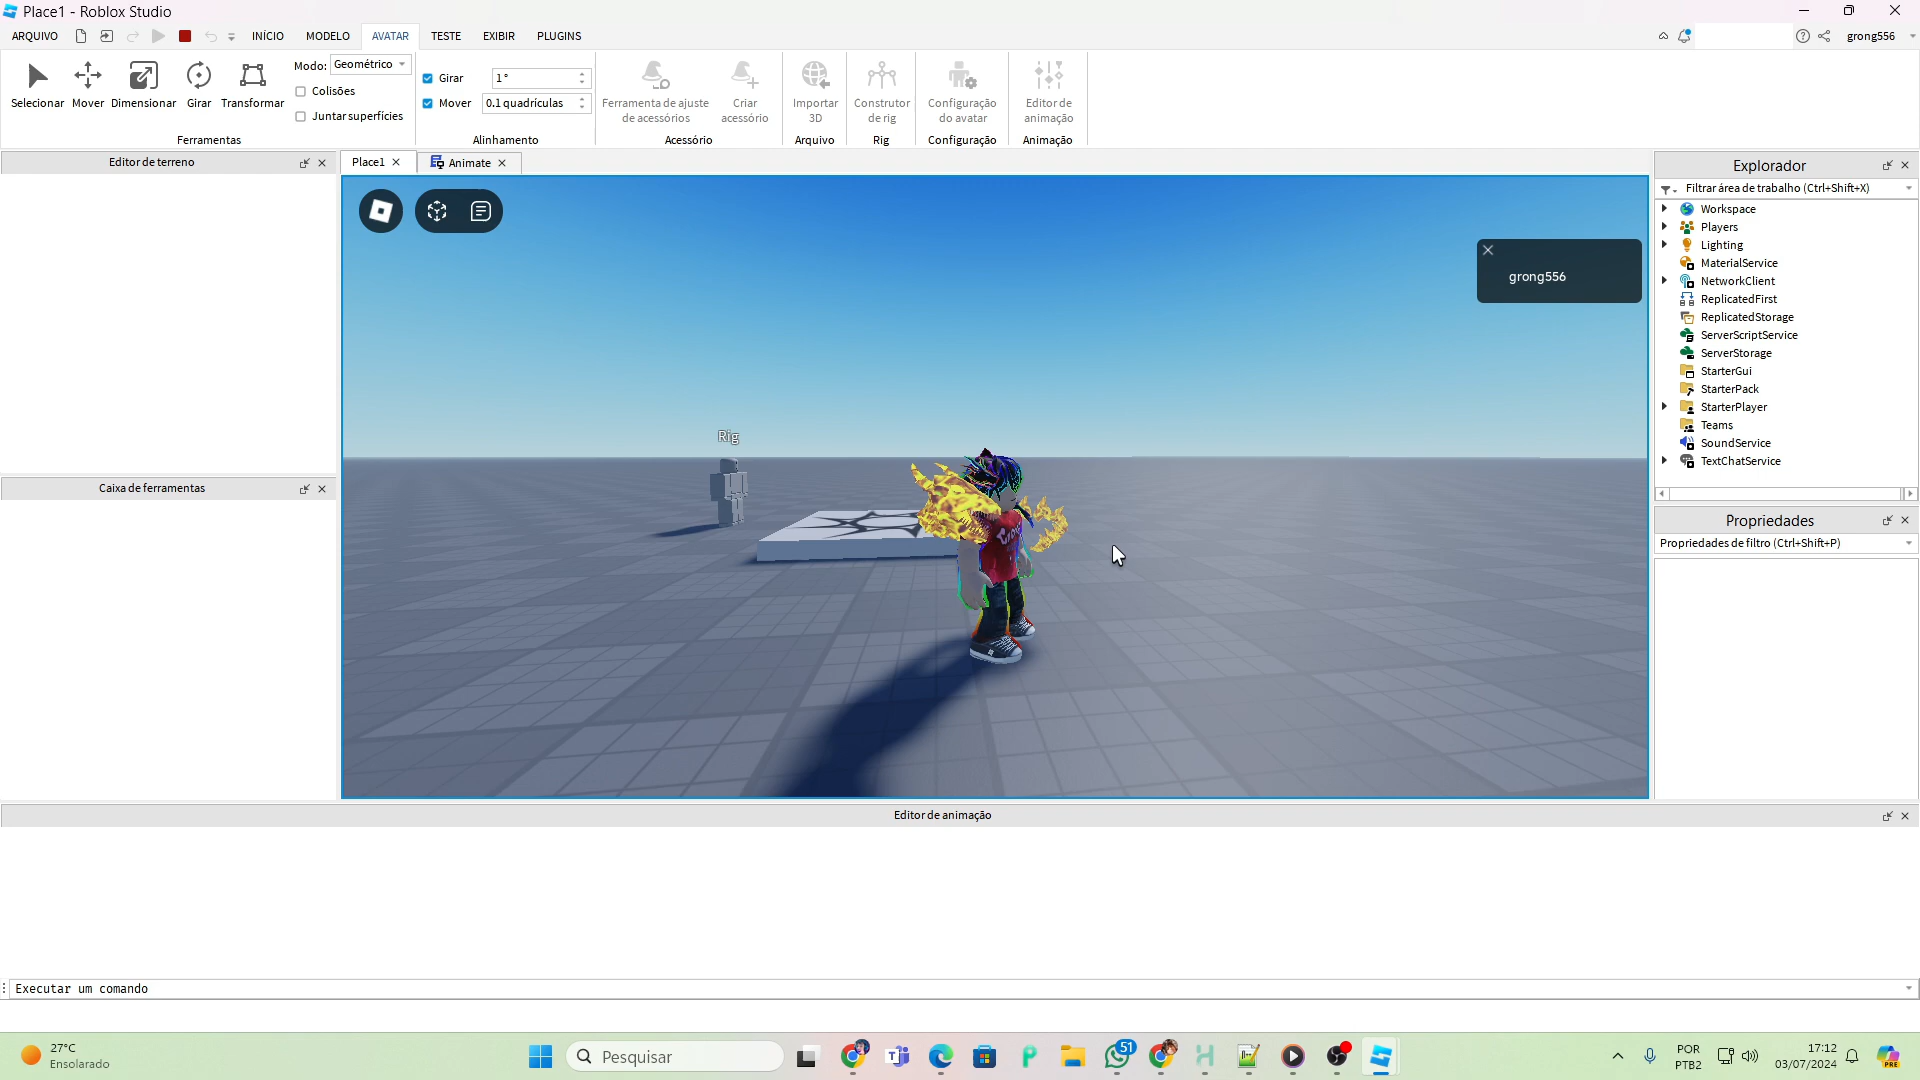 Place1 - Roblox Studio
ARQUIVO INÍCIO MODELO AVATAR TESTE EXIBIR PLUGINS grong556
Selecionar Mover Dimensionar Girar Transformar
Modo: Geométrico
Colisões
Juntar superfícies
Ferramentas
Girar 1°
Mover 0.1 quadrículas
Alinhamento
Ferramenta de ajuste
de acessórios
Criar
acessório
Acessório
Importar
3D
Arquivo
Construtor
de rig
Rig
Configuração
do avatar
Configuração
Editor de
animação
Animação
Editor de terreno
Caixa de ferramentas
Place1 Animate
grong556
Rig
Explorador
Filtrar área de trabalho (Ctrl+Shift+X)
Workspace
Players
Lighting
MaterialService
NetworkClient
ReplicatedFirst
ReplicatedStorage
ServerScriptService
ServerStorage
StarterGui
StarterPack
StarterPlayer
Teams
SoundService
TextChatService
Propriedades
Propriedades de filtro (Ctrl+Shift+P)
Editor de animação
Executar um comando
27°C
Ensolarado
Pesquisar
51
POR
PTB2
17:12
03/07/2024
PRE